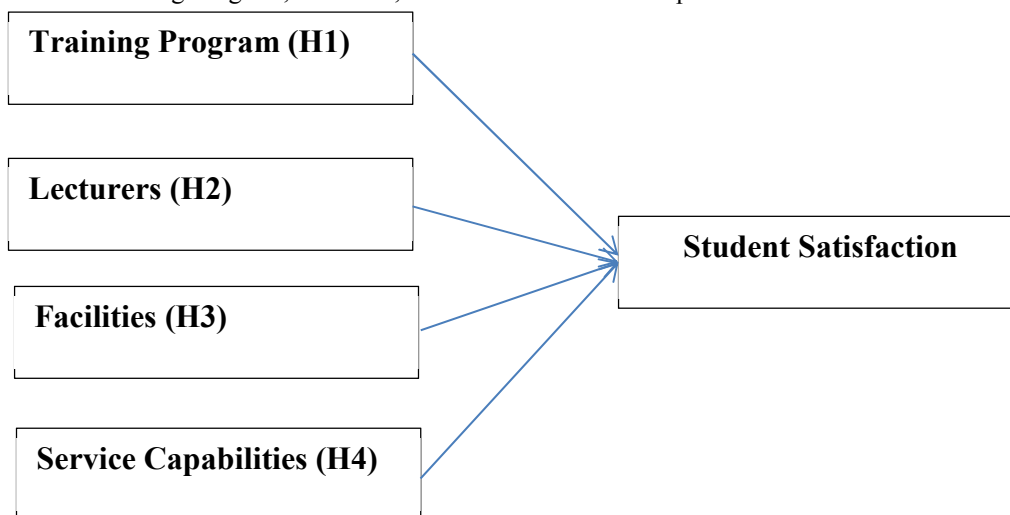 Training Program (H1)
Lecturers (H2)
Student Satisfaction
Facilities (H3)
Service Capabilities (H4)